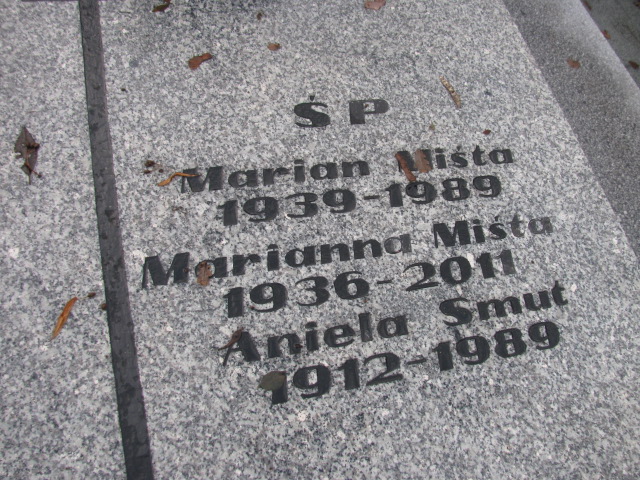 ŚP
Marian Miśta
1939-1989
Marianna Miśta
1936-2011
Aniela Smut
1912-1989